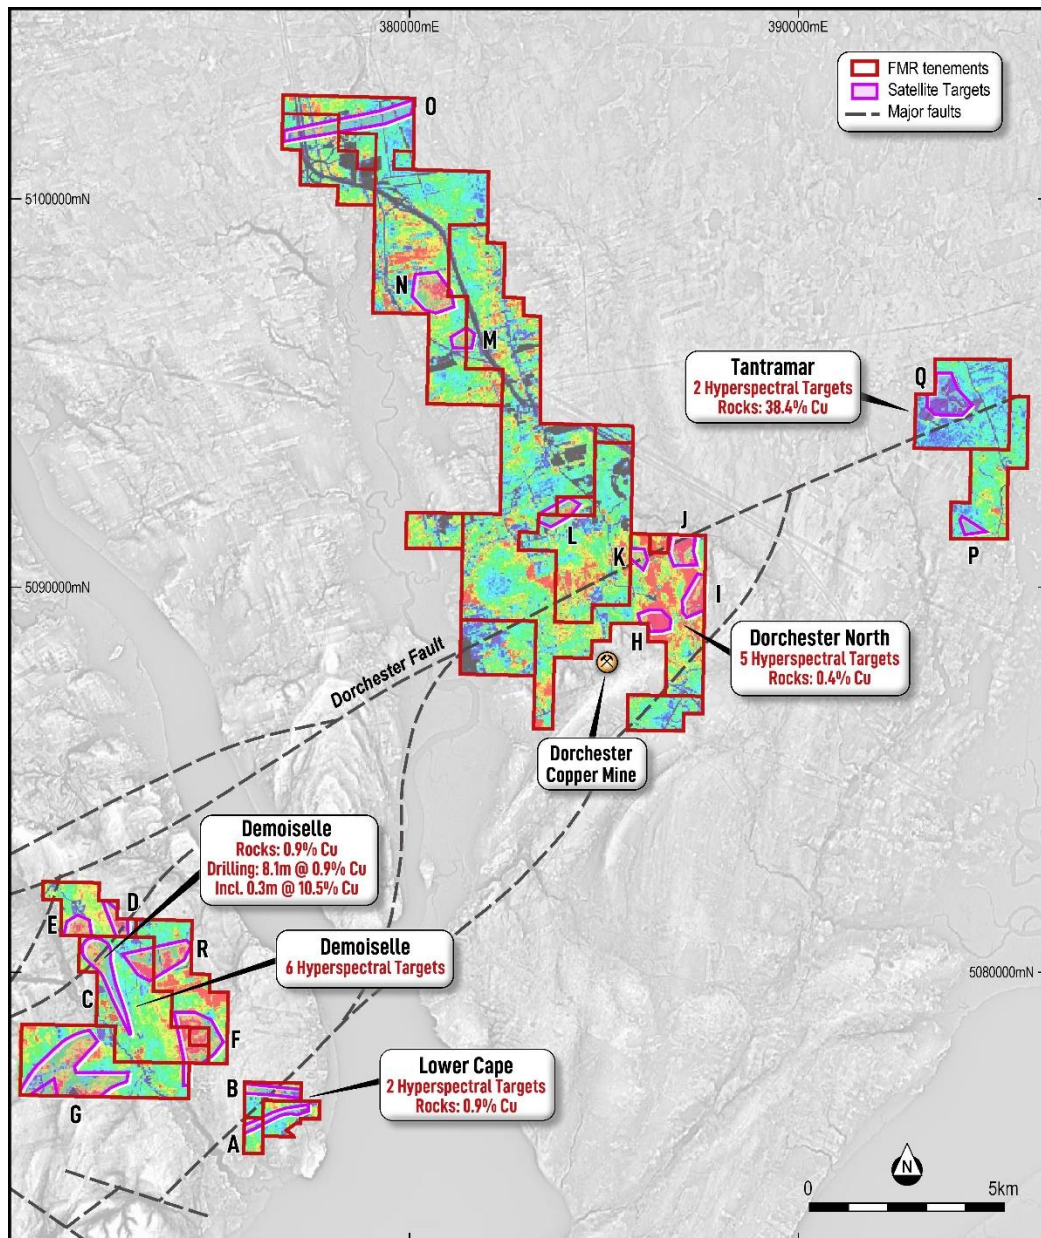 380000mE
390000mE
FMR tenements
Satellite Targets
Major faults
O
5100000mN
N
M
Tantramar
2 Hyperspectral Targets
Rocks: 38.4% Cu
Q
P
L
K
J
I
H
5090000mN
Dorchester North
5 Hyperspectral Targets
Rocks: 0.4% Cu
Dorchester Fault
Dorchester
Copper Mine
Demoiselle
Rocks: 0.9% Cu
Drilling: 8.1m @ 0.9% Cu
Incl. 0.3m @ 10.5% Cu
D
E
R
Demoiselle
6 Hyperspectral Targets
5080000mN
C
F
G
Lower Cape
2 Hyperspectral Targets
Rocks: 0.9% Cu
B
A
N
0
5km